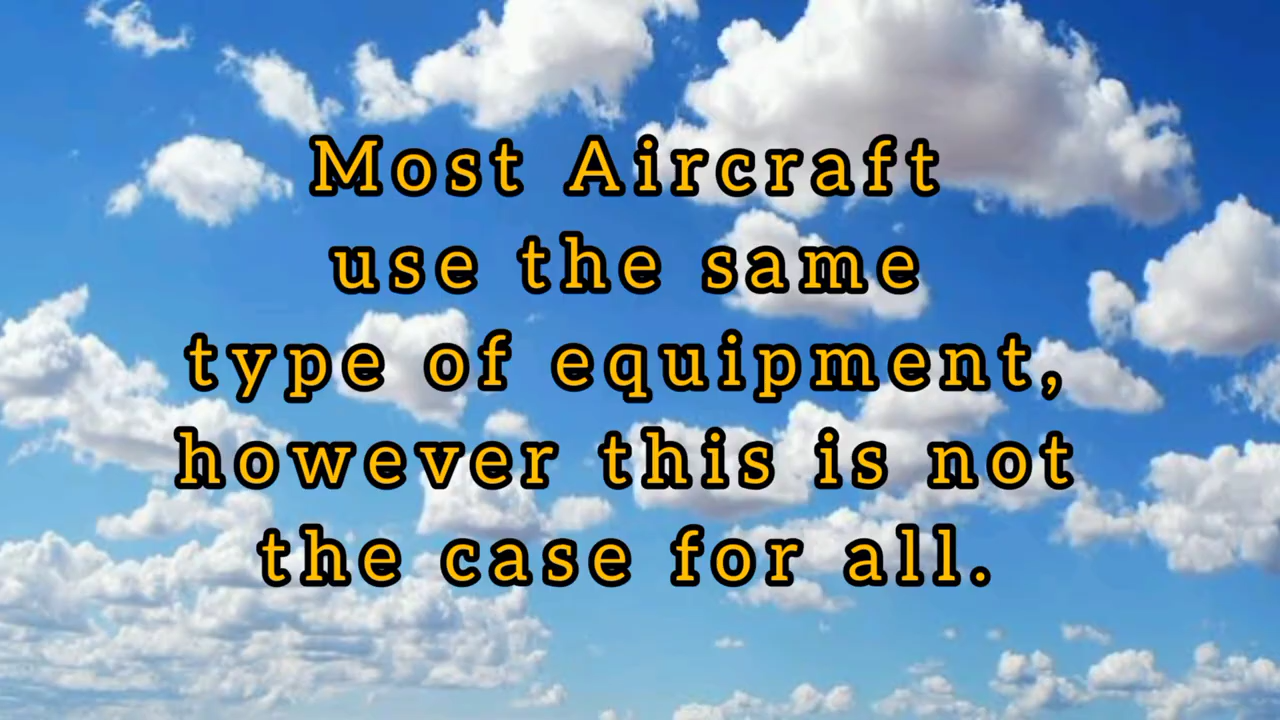 Most Aircraft
use the same
type of equipment,
however this is not
the case for all.